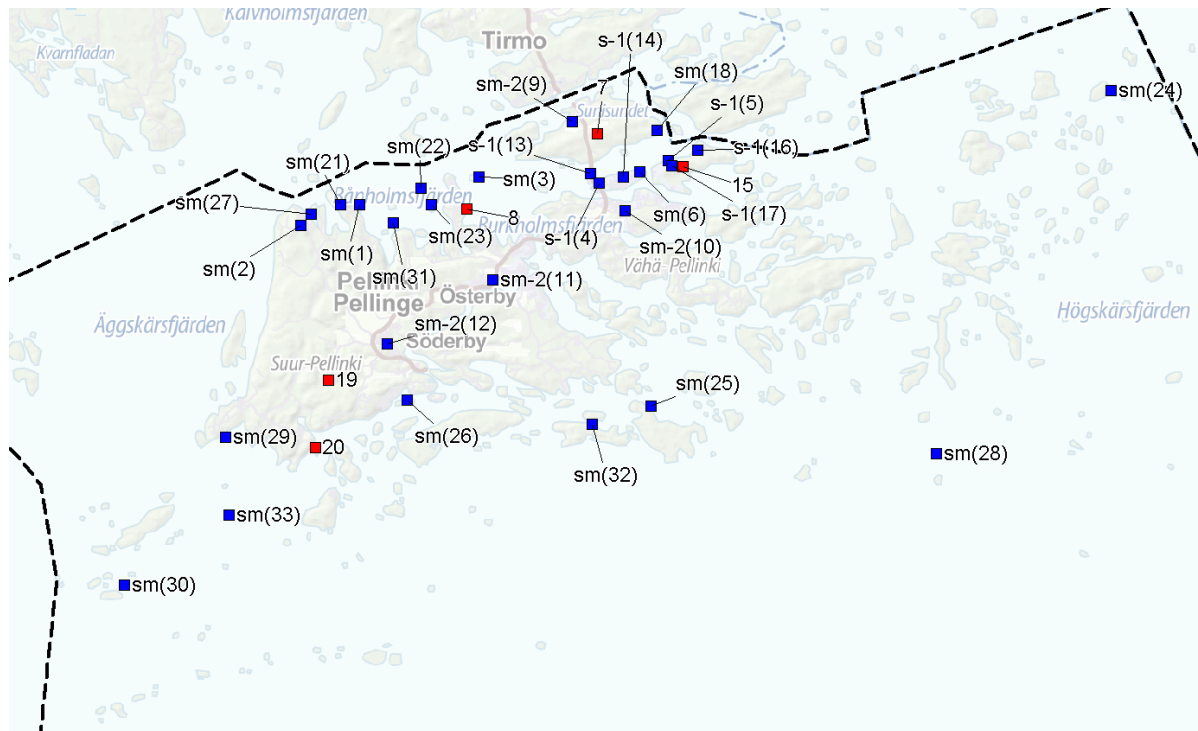 Kalvholmsfjärden
Tirmo
s-1(14)
Kvarnfladan
sm-2(9)
7
sm(18)
sm(24)
Sundsundet
s-1(5)
s-1(13)
s-1(16)
sm(22)
sm(21)
sm(3)
15
Rånholmsfjärden
sm(27)
8
sm(6)
s-1(17)
sm(23)
Purkholmsfjärden
s-1(4)
sm-2(10)
sm(2)
sm(1)
sm(31)
Vähä-Pellinki
Pellinki
Pellinge
sm-2(11)
Österby
Högskärsfjärden
Äggskärsfjärden
sm-2(12)
Söderby
Suur-Pellinki
19
sm(25)
sm(26)
sm(29)
20
sm(32)
sm(28)
sm(33)
sm(30)